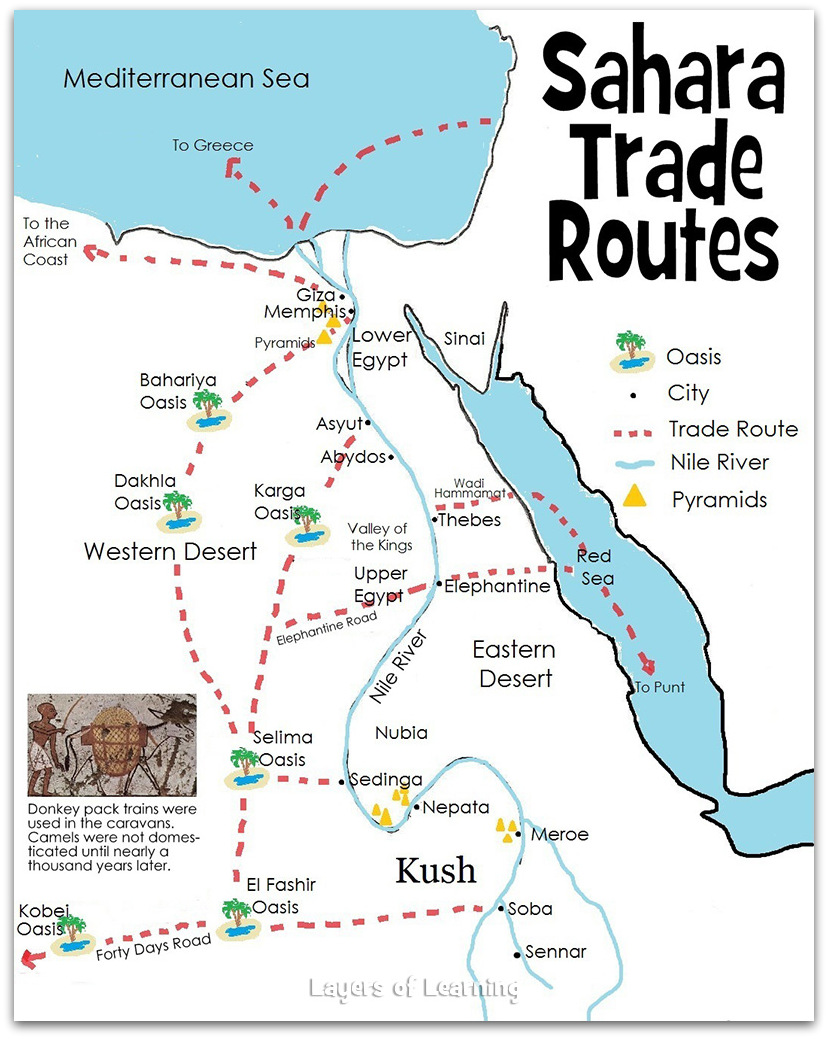 Sahara
Trade
Routes
Mediterranean Sea
To Greece
To the
African
Coast
Giza
Memphis
Pyramids
Lower
Egypt
Sinai
Oasis
City
Trade Route
Nile River
Pyramids
Bahariya
Oasis
Asyut
Abydos
Dakhla
Oasis
Karga
Oasis
Wadi
Hammamat
Thebes
Valley of
the Kings
Western Desert
Red
Sea
Upper
Egypt
Elephantine
Elephantine Road
Nile River
Eastern
Desert
To Punt
Nubia
Selima
Oasis
Sedinga
Nepata
Meroe
Donkey pack trains were
used in the caravans.
Camels were not domes-
ticated until nearly a
thousand years later.
Kush
El Fashir
Oasis
Kobei
Oasis
Forty Days Road
Soba
Sennar
Layers of Learning